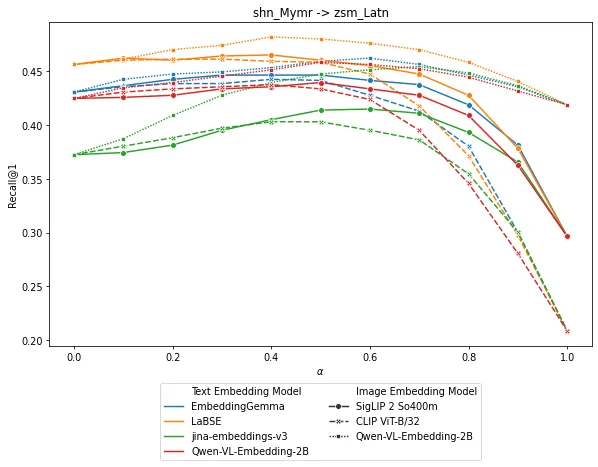 shn_Mymr -> zsm_Latn
Recall@1
0.45
0.40
0.35
0.30
0.25
0.20
0.0 0.2 0.4 0.6 0.8 1.0
α
Text Embedding Model Image Embedding Model
EmbeddingGemma SigLIP 2 So400m
LaBSE CLIP ViT-B/32
jina-embeddings-v3 Qwen-VL-Embedding-2B
Qwen-VL-Embedding-2B